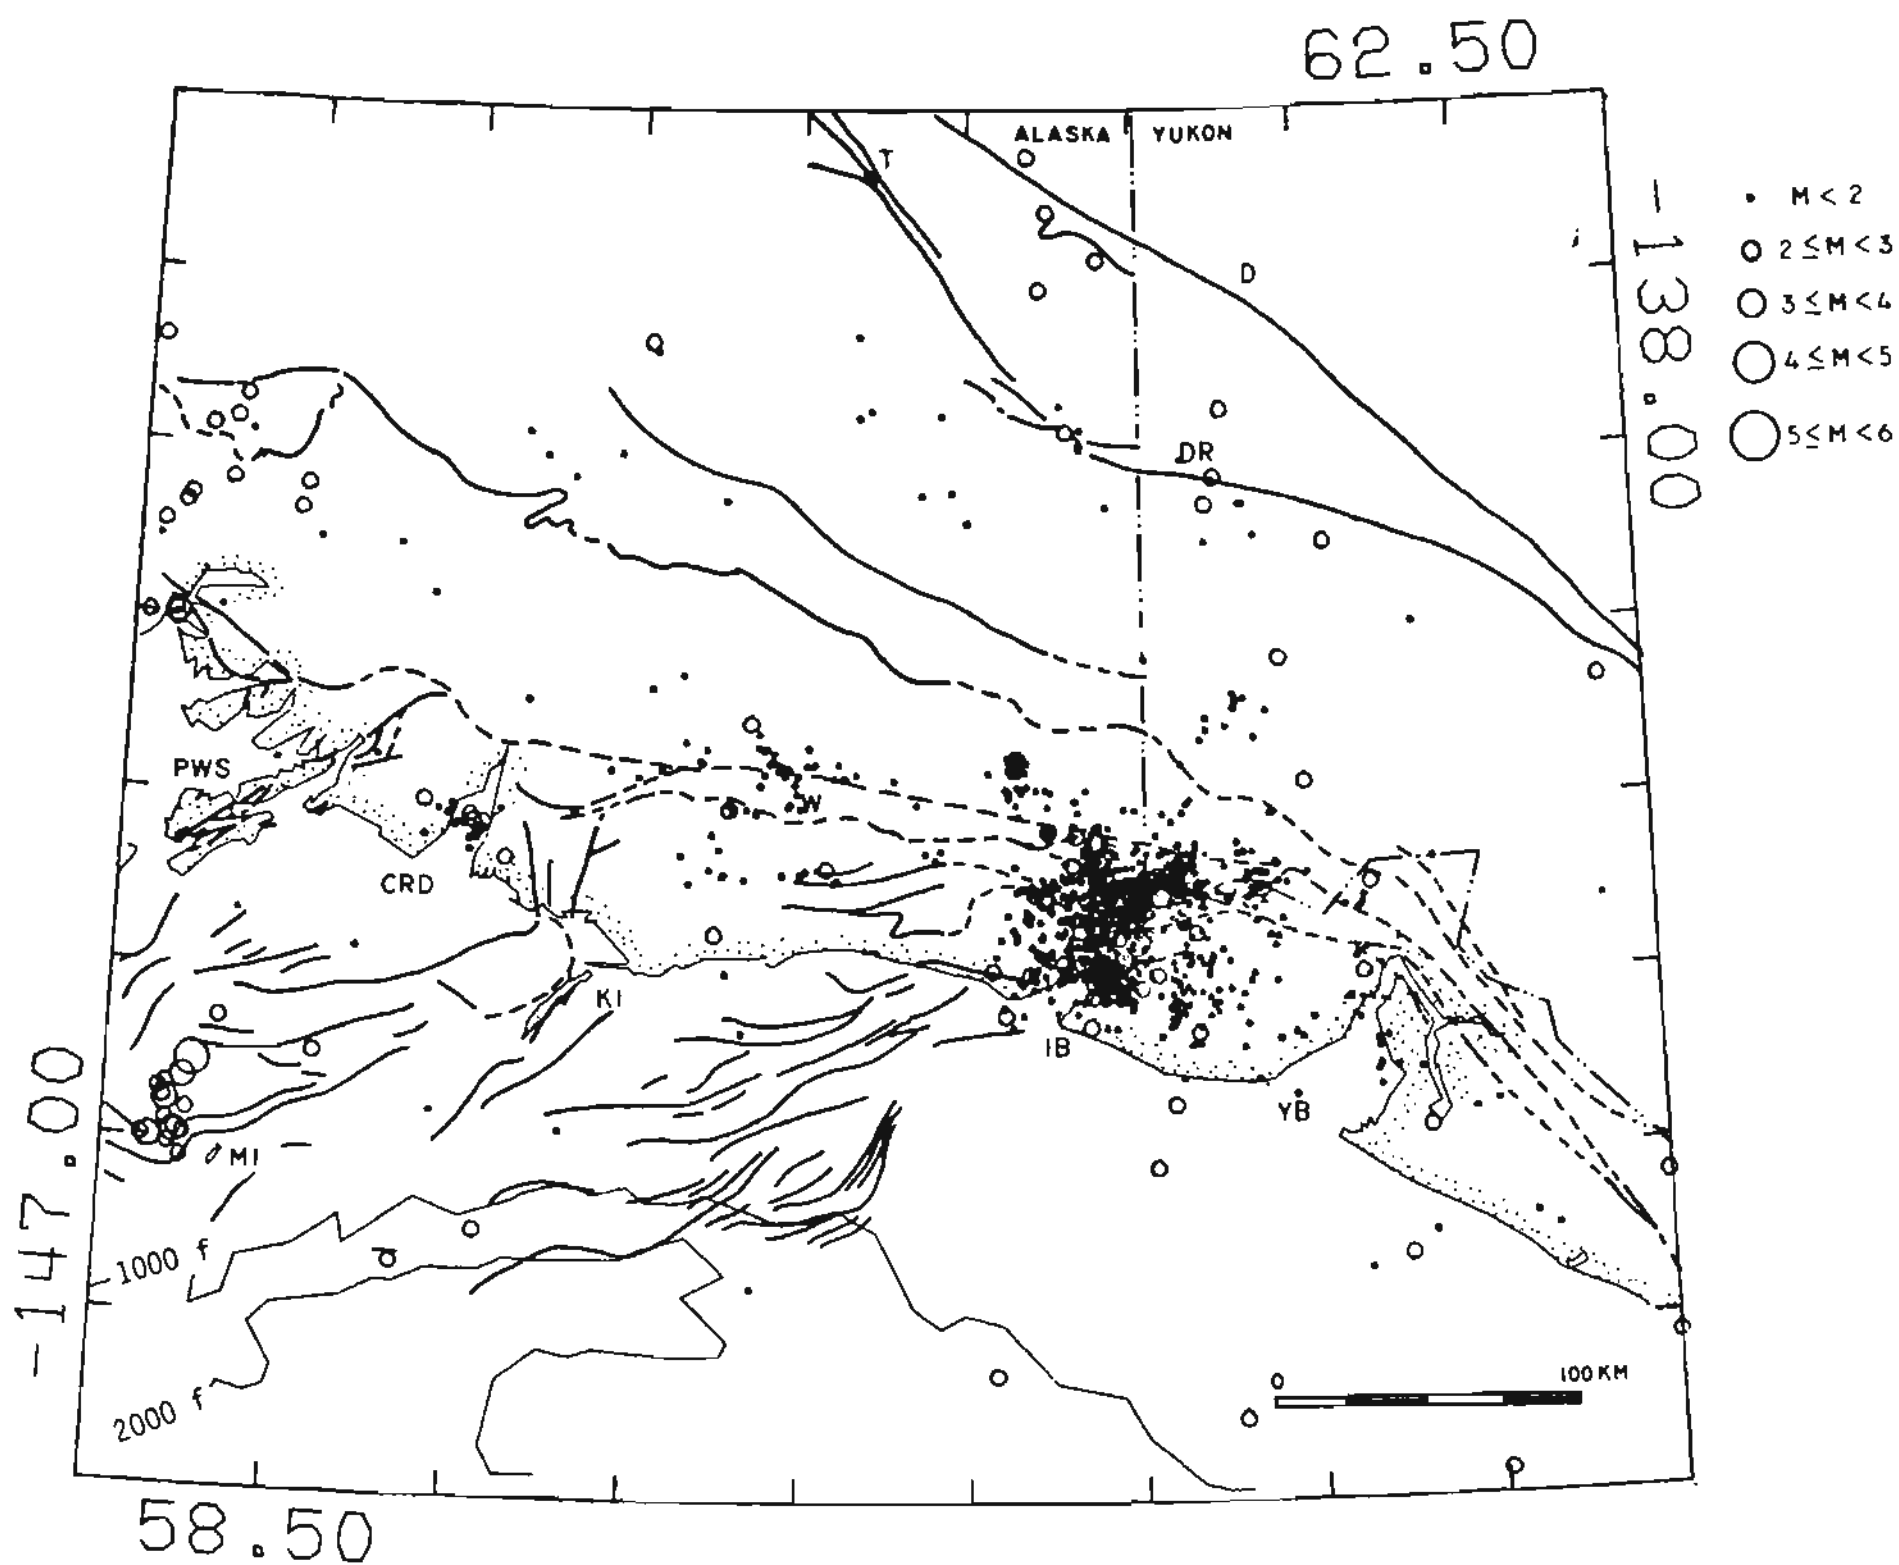 62.50
ALASKA YUKON
T
D
-138.00
M < 2
2 ≤ M < 3
3 ≤ M < 4
4 ≤ M < 5
5 ≤ M < 6
DR
PWS
W
CRD
KI
IB
YB
MI
-147.00
1000 f
2000 f
0 100 KM
58.50